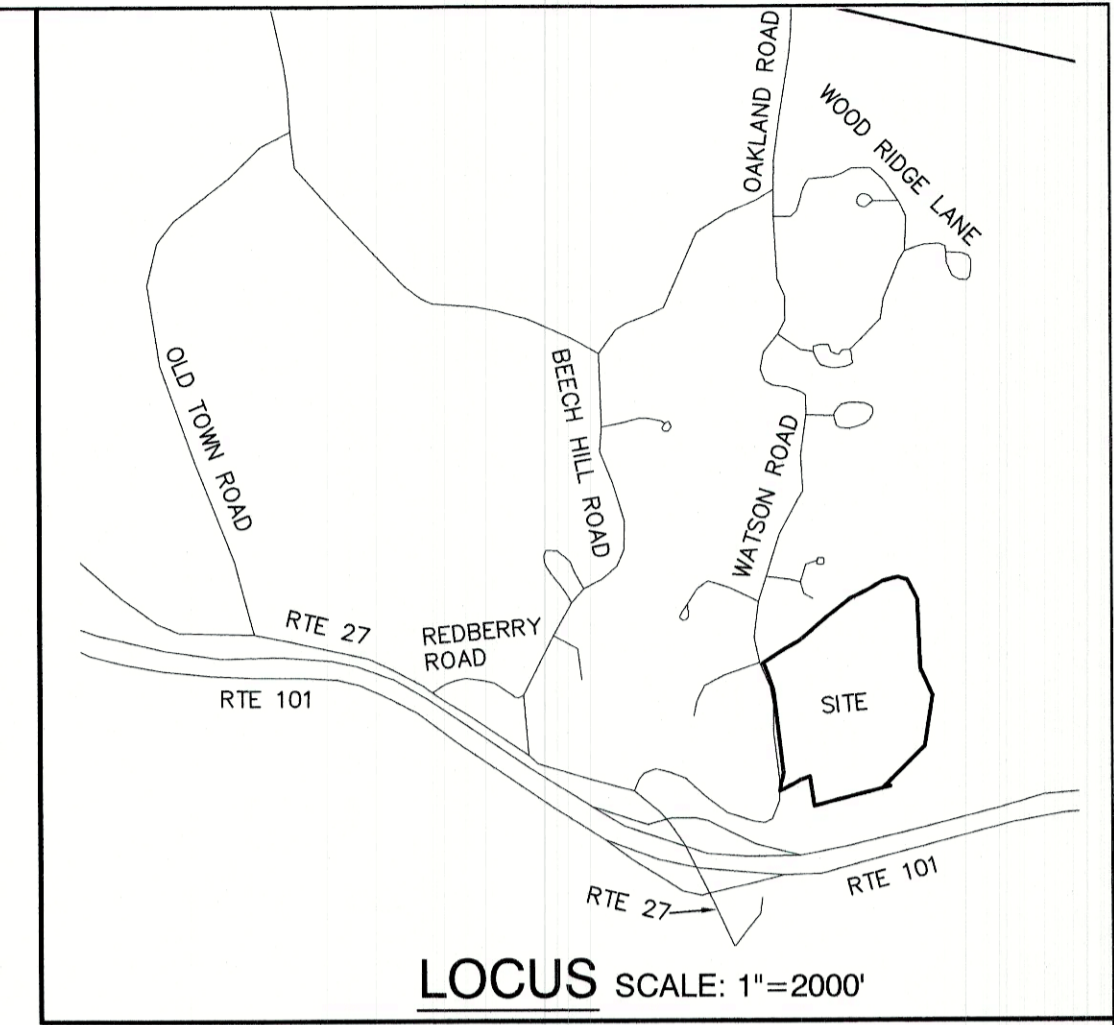 OAKLAND ROAD
WOOD RIDGE LANE
OLD TOWN ROAD
BEECH HILL ROAD
WATSON ROAD
RTE 27
REDBERRY
ROAD
RTE 101
SITE
RTE 101
RTE 27
LOCUS SCALE: 1"=2000'